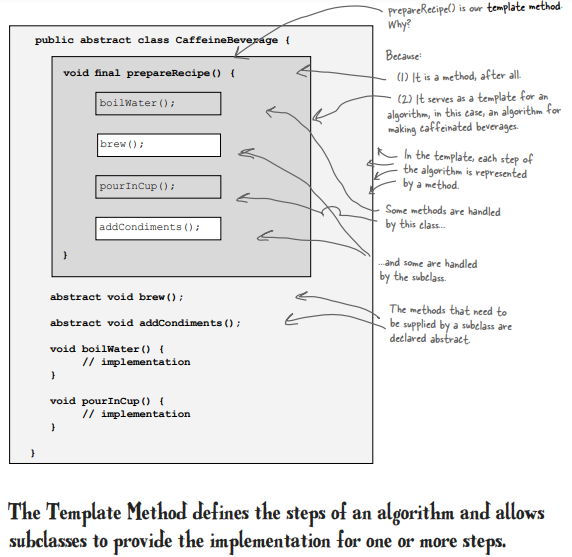 prepareRecipe() is our template method.
Why?
public abstract class CaffeineBeverage {
Because:
void final prepareRecipe() {
(1) It is a method, after all.
(2) It serves as a template for an
algorithm, in this case, an algorithm for
making caffeinated beverages.
boilWater();
brew();
In the template, each step of
the algorithm is represented
by a method.
pourInCup();
Some methods are handled
by this class...
addCondiments();
}
...and some are handled
by the subclass.
abstract void brew();
abstract void addCondiments();
The methods that need to
be supplied by a subclass are
declared abstract.
void boilWater() {
// implementation
}
void pourInCup() {
// implementation
}
}
The Template Method defines the steps of an algorithm and allows
subclasses to provide the implementation for one or more steps.